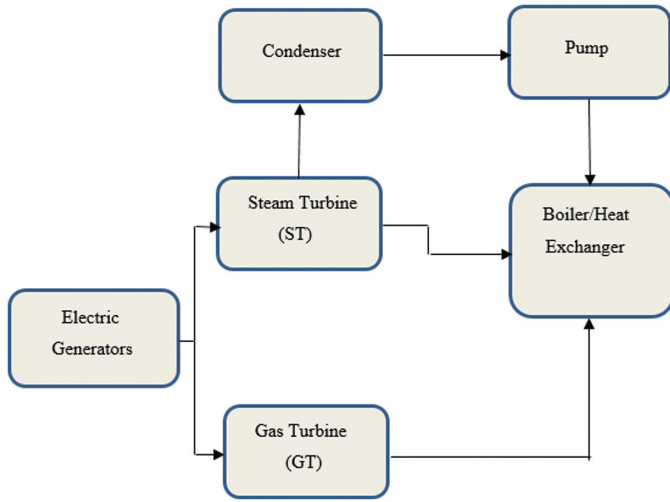 Condenser
Pump
Steam Turbine
(ST)
Boiler/Heat
Exchanger
Electric
Generators
Gas Turbine
(GT)